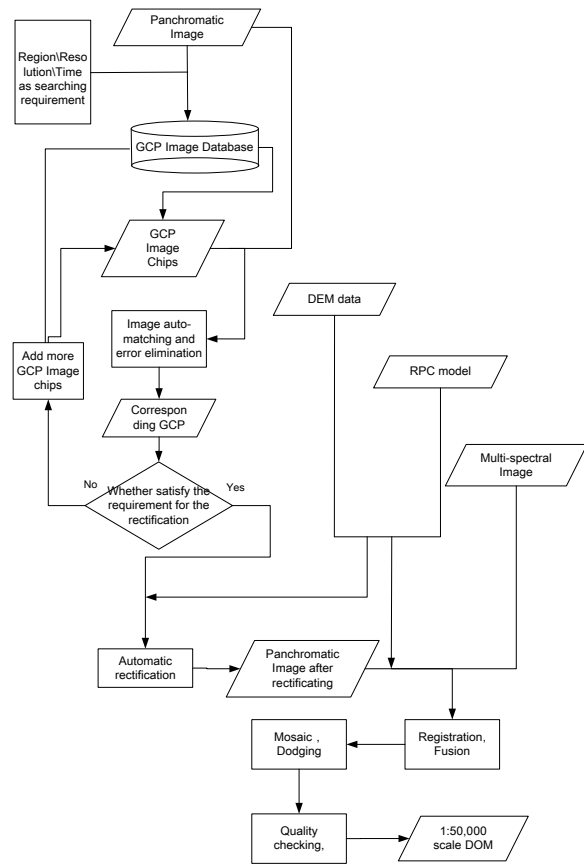 Panchromatic
Image
Region\Reso
lution\Time
as searching
requirement
GCP Image Database
GCP
Image
Chips
DEM data
Image auto-
matching and
error elimination
RPC model
Add more
GCP Image
chips
Correspon
ding GCP
Multi-spectral
Image
No
Yes
Whether satisfy the
requirement for the
rectification
Automatic
rectification
Panchromatic
Image after
rectificating
Registration,
Fusion
Mosaic ,
Dodging
Quality
checking,
1:50,000
scale DOM